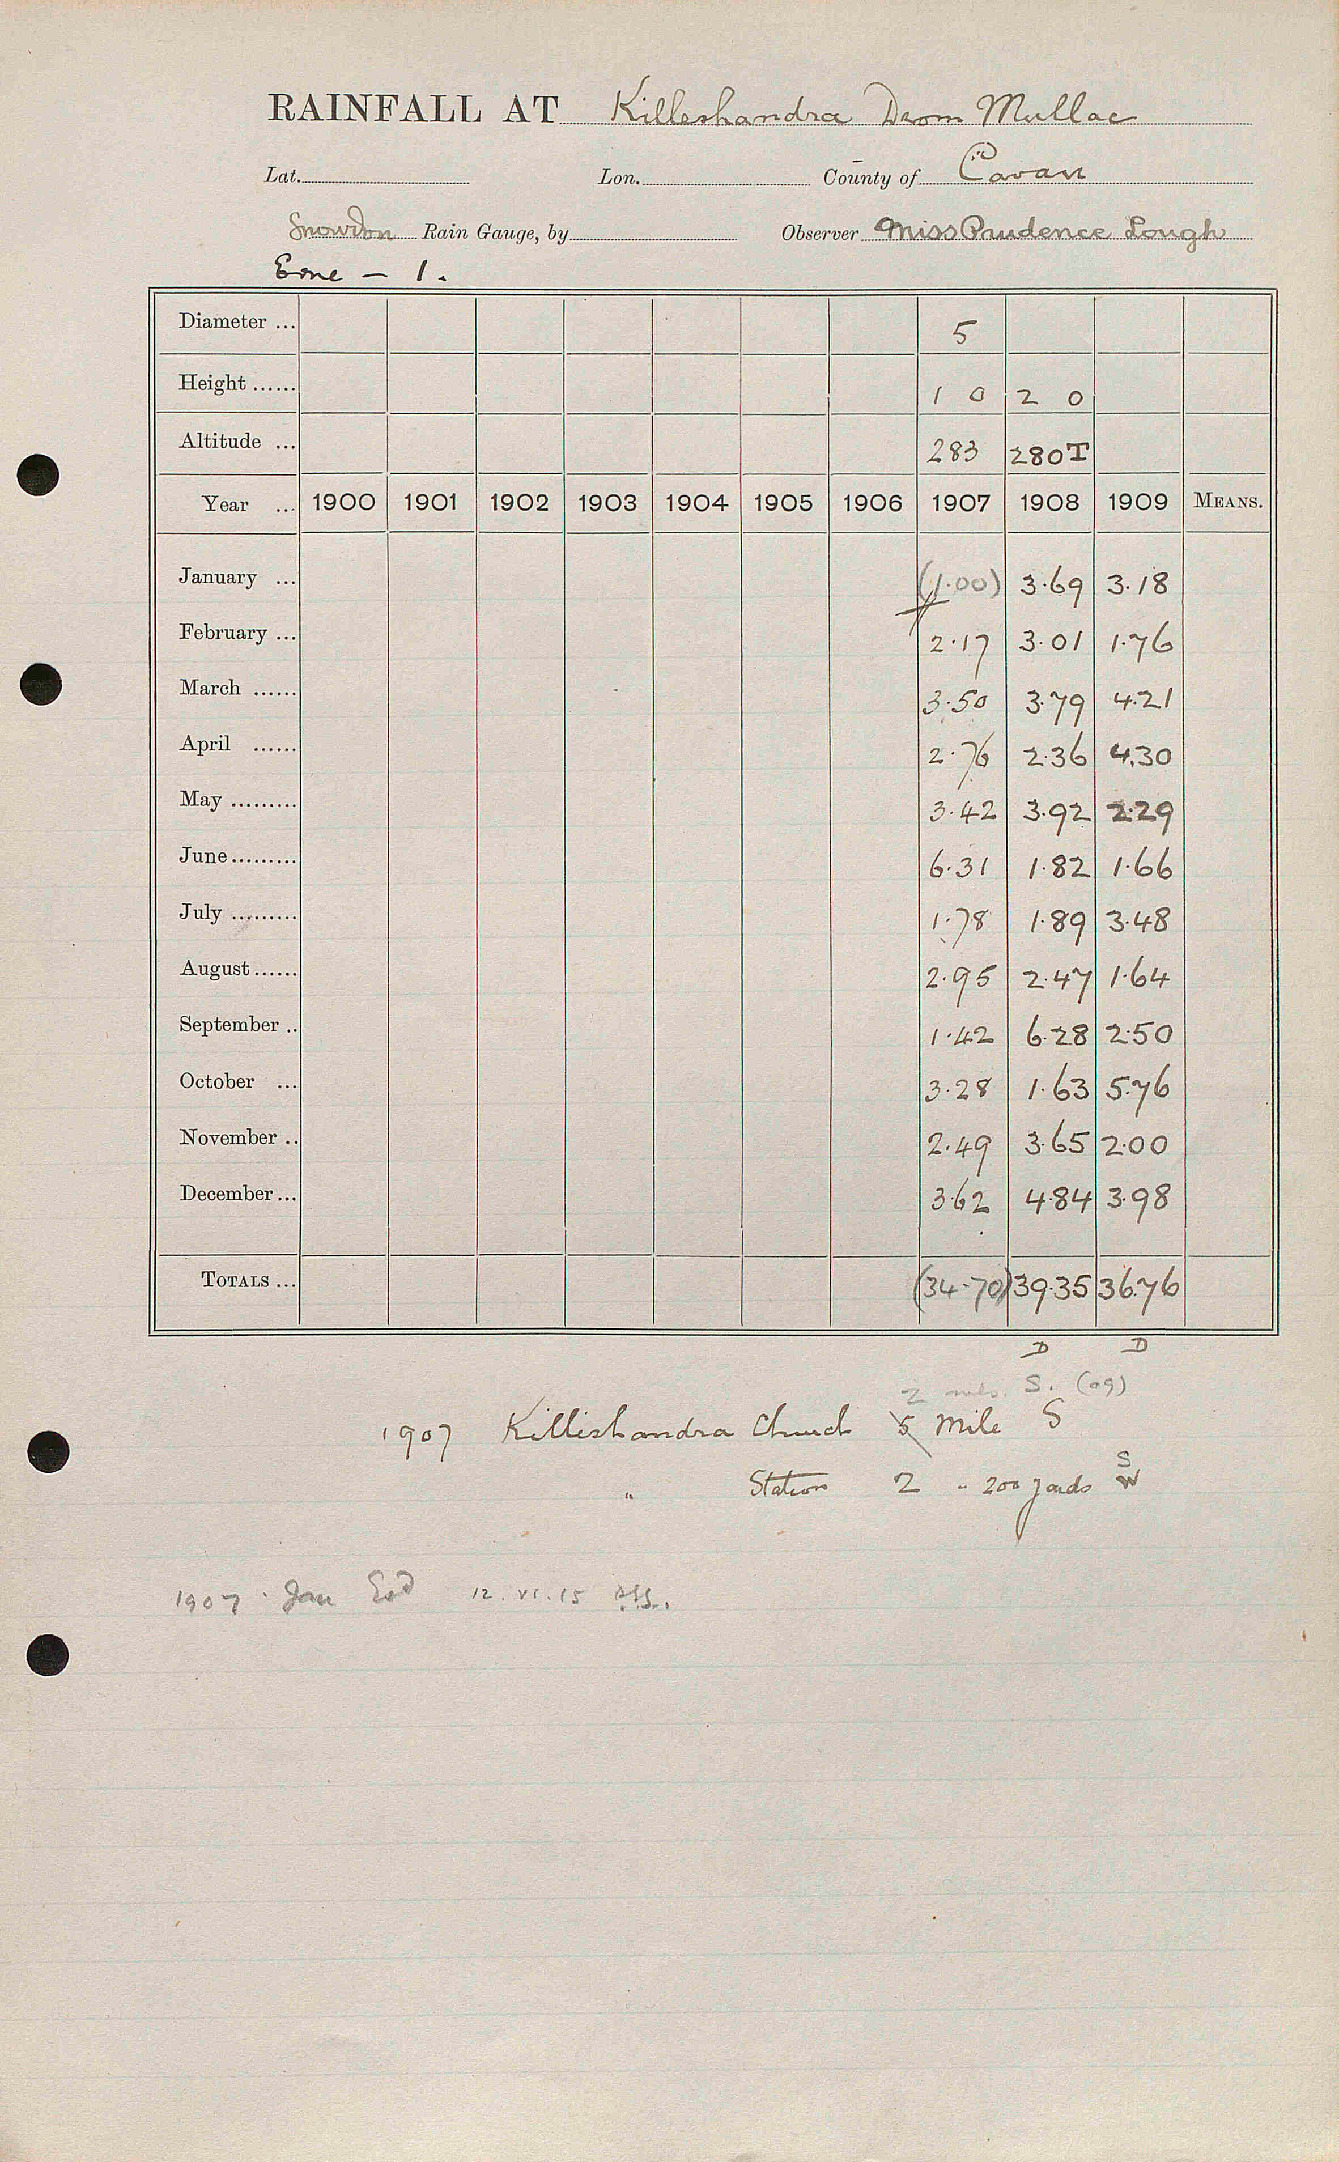 RAINFALL AT Killeshandra Drom Mullac
Lat. Lon. County of Cavan
Snowdon Rain Gauge, by Observer Miss Prudence Lough
Erne - 1.
Diameter ... 5
Height ...... 1 0 2 0
Altitude ... 283 280T
Year ... 1900 1901 1902 1903 1904 1905 1906 1907 1908 1909 MEANS.
January ... (1.00) 3.69 3.18
February ... 2.17 3.01 1.76
March ...... 3.50 3.79 4.21
April ...... 2.76 2.36 4.30
May ......... 3.42 3.92 2.29
June ......... 6.31 1.82 1.66
July ......... 1.78 1.89 3.48
August ...... 2.95 2.47 1.64
September .. 1.42 6.28 2.50
October ... 3.28 1.63 5.76
November .. 2.49 3.65 2.00
December ... 3.62 4.84 3.98
TOTALS ... (34.70) 39.35 36.76
D D
2 mls. S. (09)
1907 Killishandra Church 5 Mile S
S
" Station 2 " 200 yards W
1907 . Jan Est 12.VI.15